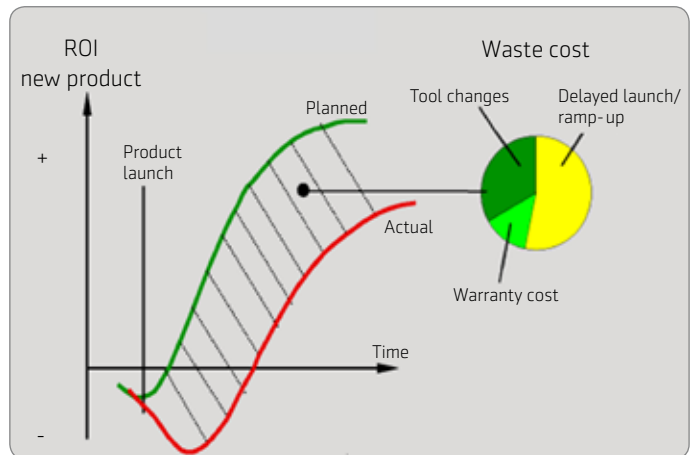 ROI
new product
Waste cost
Tool changes
Delayed launch/
ramp-up
Planned
+
Product
launch
Actual
Warranty cost
Time
-